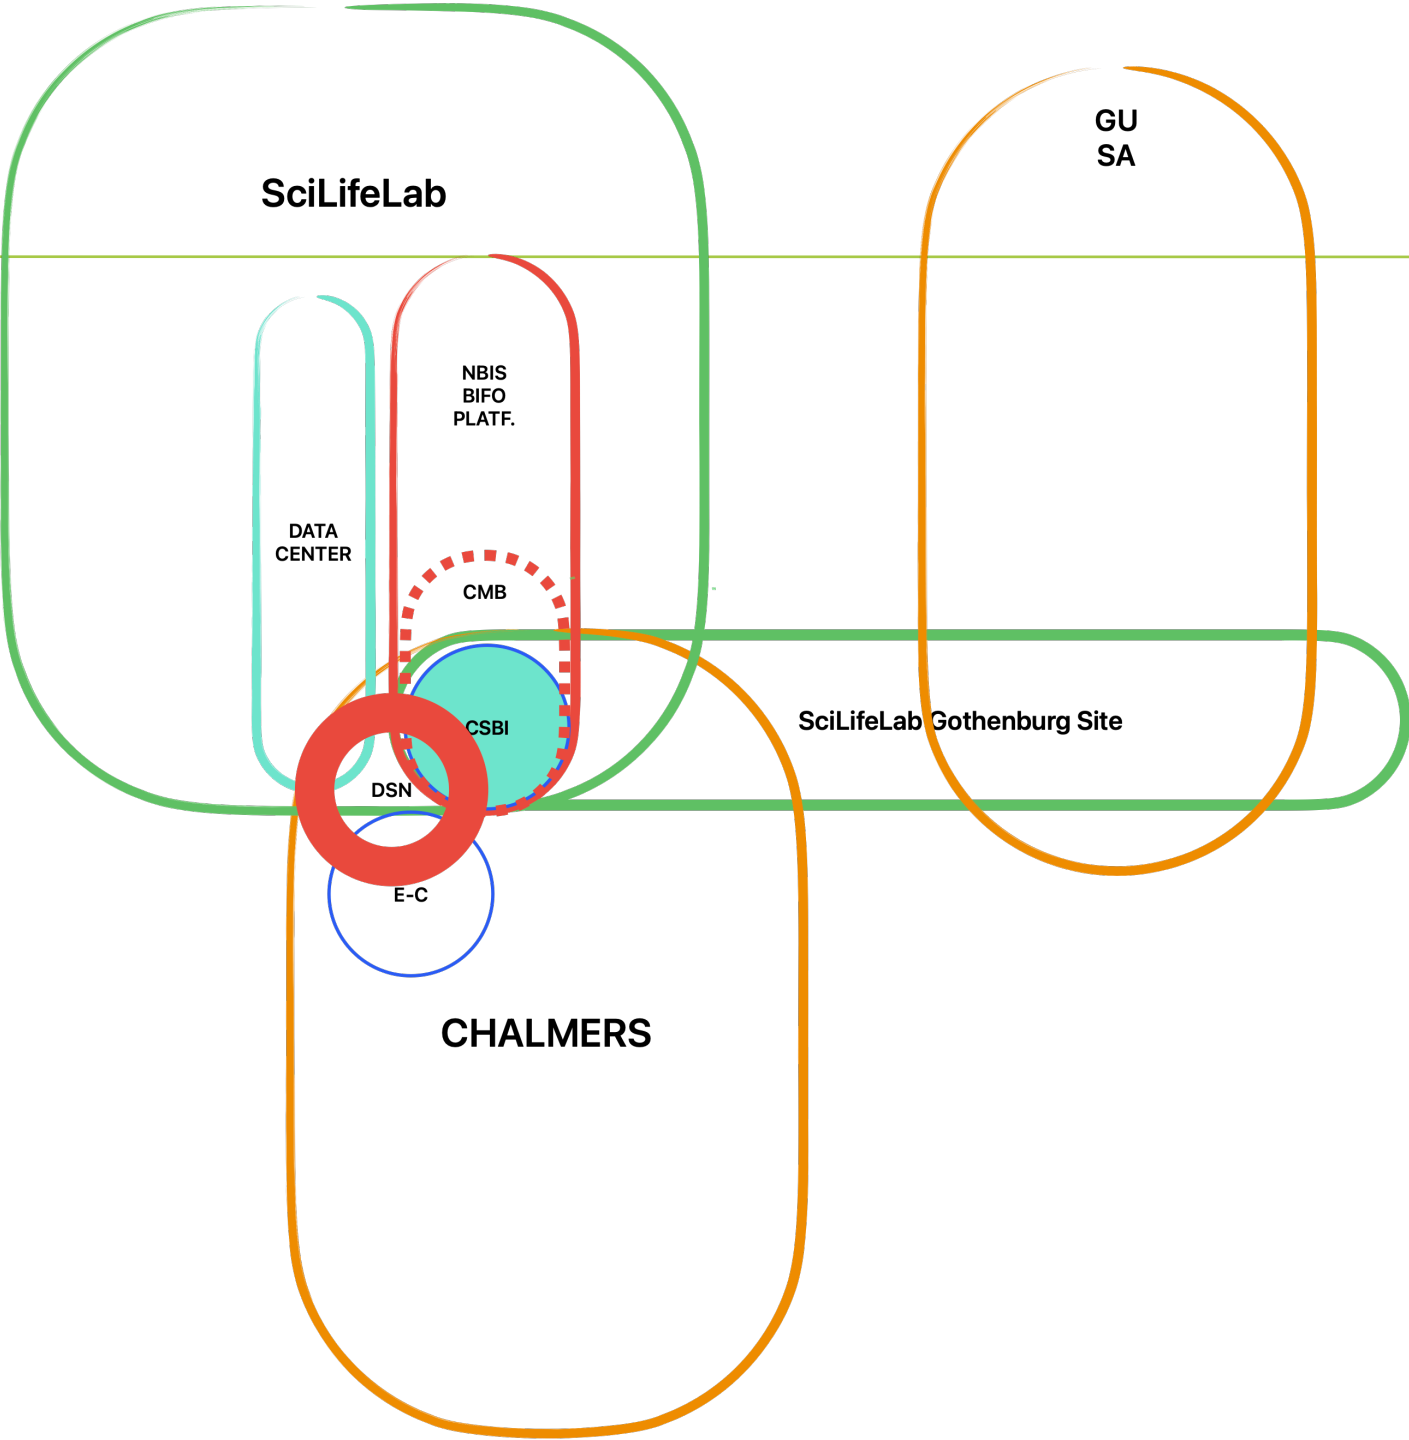 GU
SA
SciLifeLab
NBIS
BIFO
PLATF.
DATA
CENTER
CMB
SciLifeLab Gothenburg Site
CSBI
DSN
E-C
CHALMERS